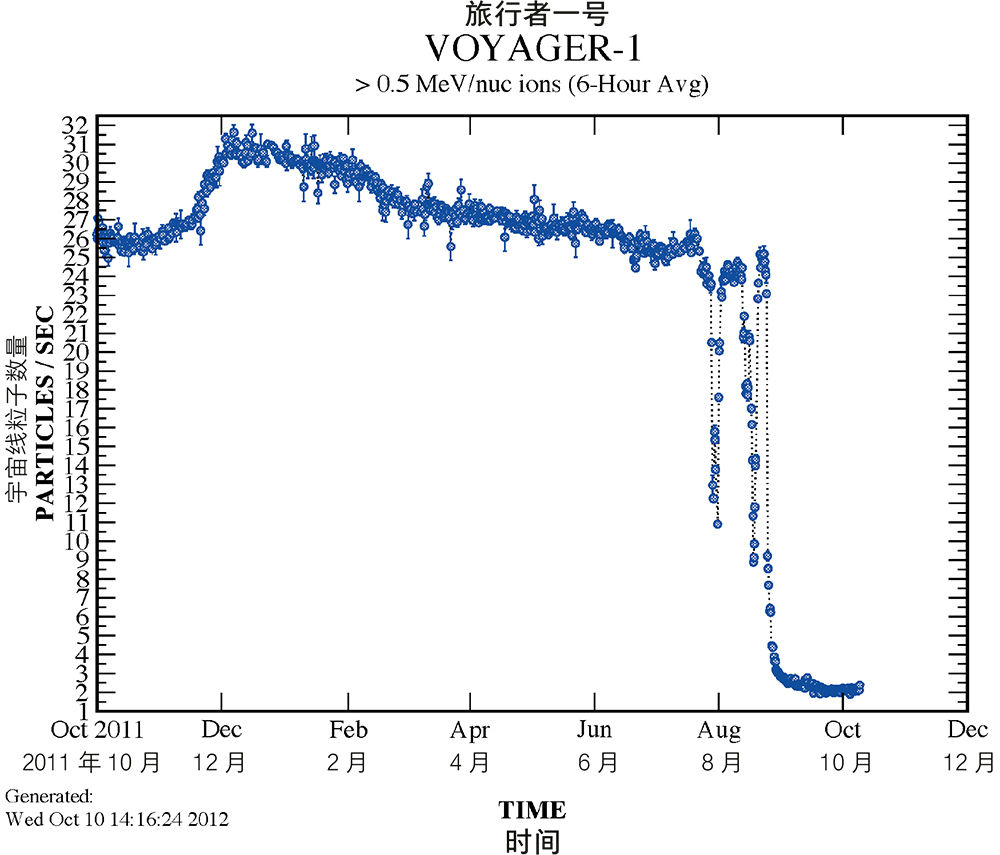 旅行者一号
VOYAGER-1
> 0.5 MeV/nuc ions (6-Hour Avg)
宇宙线粒子数量
PARTICLES / SEC
32
31
30
29
28
27
26
25
24
23
22
21
20
19
18
17
16
15
14
13
12
11
10
9
8
7
6
5
4
3
2
1
Oct 2011 Dec Feb Apr Jun Aug Oct Dec
2011 年 10 月 12 月 2 月 4 月 6 月 8 月 10 月 12 月
Generated:
Wed Oct 10 14:16:24 2012
TIME
时间